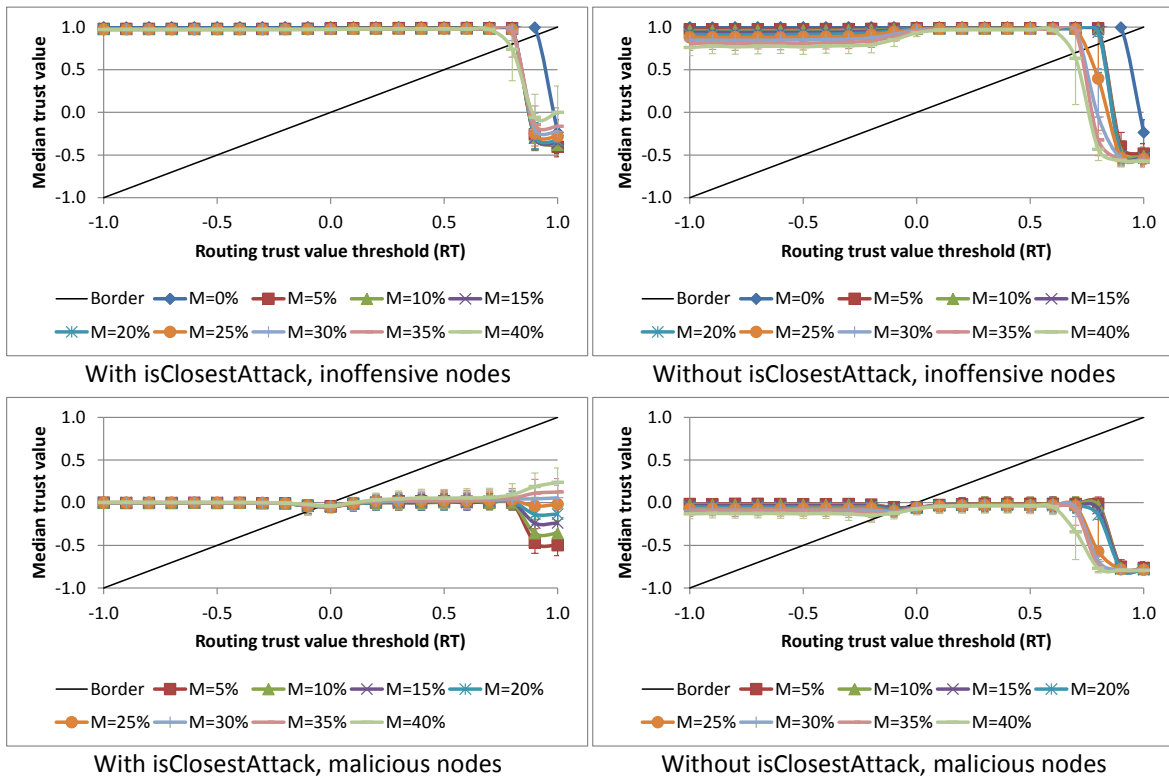 1.0
0.5
0.0
-0.5
-1.0
Median trust value
-1.0 -0.5 0.0 0.5 1.0
Routing trust value threshold (RT)
Border M=0% M=5% M=10% M=15%
M=20% M=25% M=30% M=35% M=40%
With isClosestAttack, inoffensive nodes
1.0
0.5
0.0
-0.5
-1.0
Median trust value
-1.0 -0.5 0.0 0.5 1.0
Routing trust value threshold (RT)
Border M=0% M=5% M=10% M=15%
M=20% M=25% M=30% M=35% M=40%
Without isClosestAttack, inoffensive nodes
1.0
0.5
0.0
-0.5
-1.0
Median trust value
-1.0 -0.5 0.0 0.5 1.0
Routing trust value threshold (RT)
Border M=5% M=10% M=15% M=20%
M=25% M=30% M=35% M=40%
With isClosestAttack, malicious nodes
1.0
0.5
0.0
-0.5
-1.0
Median trust value
-1.0 -0.5 0.0 0.5 1.0
Routing trust value threshold (RT)
Border M=5% M=10% M=15% M=20%
M=25% M=30% M=35% M=40%
Without isClosestAttack, malicious nodes